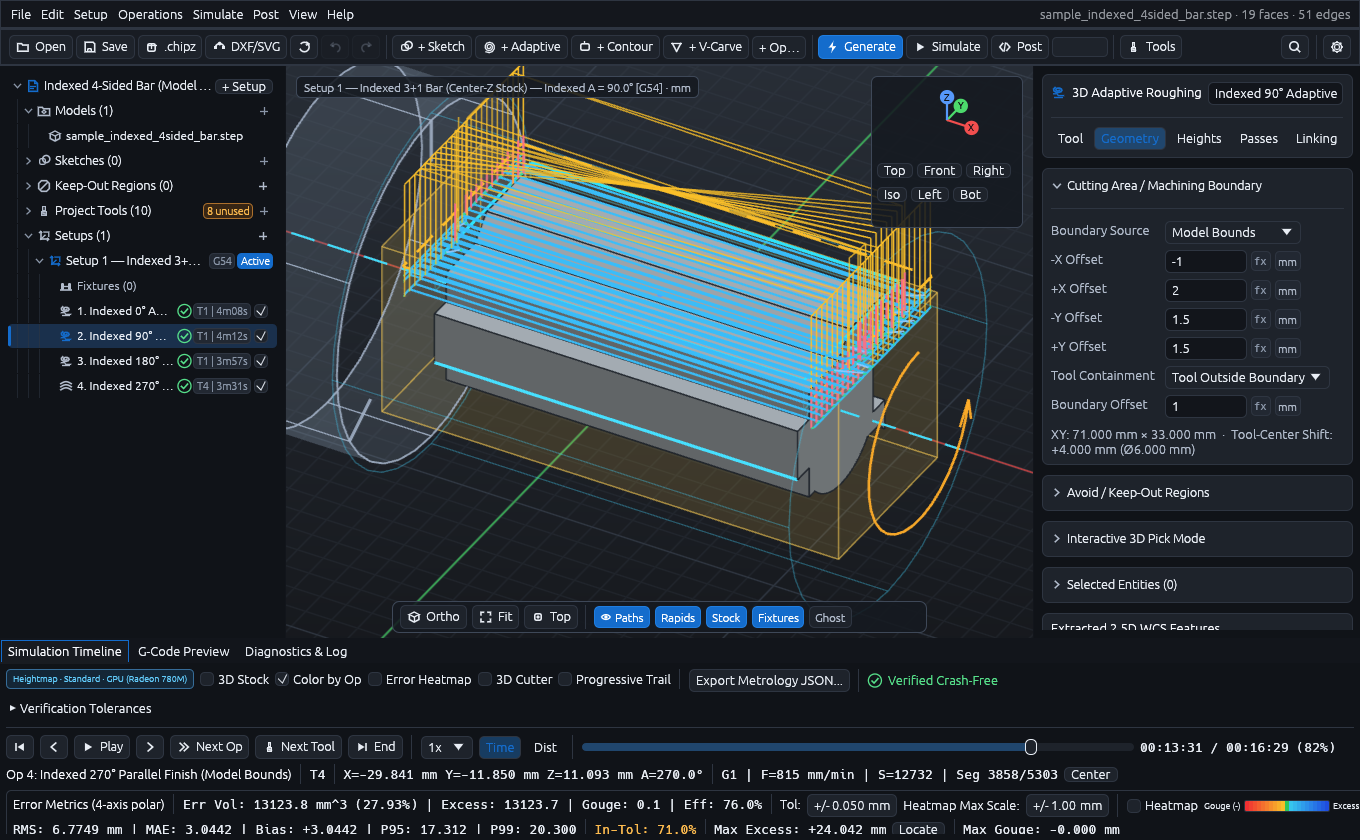 File Edit Setup Operations Simulate Post View Help sample_indexed_4sided_bar.step · 19 faces · 51 edges
Open Save .chipz DXF/SVG + Sketch + Adaptive + Contour + V-Carve + Op… Generate Simulate Post Tools
Indexed 4-Sided Bar (Model … + Setup
Models (1) +
sample_indexed_4sided_bar.step
Sketches (0) +
Keep-Out Regions (0) +
Project Tools (10) 8 unused +
Setups (1) +
Setup 1 — Indexed 3+… G54 Active
Fixtures (0)
1. Indexed 0° A… T1 | 4m08s
2. Indexed 90° … T1 | 4m12s
3. Indexed 180° … T1 | 3m57s
4. Indexed 270° … T4 | 3m31s
Setup 1 — Indexed 3+1 Bar (Center-Z Stock) — Indexed A = 90.0° [G54] · mm
Z
Y
X
Top Front Right
Iso Left Bot
Ortho Fit Top Paths Rapids Stock Fixtures Ghost
3D Adaptive Roughing Indexed 90° Adaptive
Tool Geometry Heights Passes Linking
Cutting Area / Machining Boundary
Boundary Source Model Bounds
-X Offset -1 fx mm
+X Offset 2 fx mm
-Y Offset 1.5 fx mm
+Y Offset 1.5 fx mm
Tool Containment Tool Outside Boundary
Boundary Offset 1 fx mm
XY: 71.000 mm × 33.000 mm · Tool-Center Shift:
+4.000 mm (Ø6.000 mm)
Avoid / Keep-Out Regions
Interactive 3D Pick Mode
Selected Entities (0)
Extracted 2.5D WCS Features
Simulation Timeline G-Code Preview Diagnostics & Log
Heightmap · Standard · GPU (Radeon 780M) 3D Stock Color by Op Error Heatmap 3D Cutter Progressive Trail Export Metrology JSON... Verified Crash-Free
Verification Tolerances
Play Next Op Next Tool End 1x Time Dist 00:13:31 / 00:16:29 (82%)
Op 4: Indexed 270° Parallel Finish (Model Bounds) T4 X=-29.841 mm Y=-11.850 mm Z=11.093 mm A=270.0° G1 | F=815 mm/min | S=12732 | Seg 3858/5303 Center
Error Metrics (4-axis polar) Err Vol: 13123.8 mm^3 (27.93%) | Excess: 13123.7 | Gouge: 0.1 | Eff: 76.0% Tol: +/-0.050 mm Heatmap Max Scale: +/-1.00 mm Heatmap Gouge (-) Excess
RMS: 6.7749 mm | MAE: 3.0442 | Bias: +3.0442 | P95: 17.312 | P99: 20.300 In-Tol: 71.0% Max Excess: +24.042 mm Locate Max Gouge: -0.000 mm